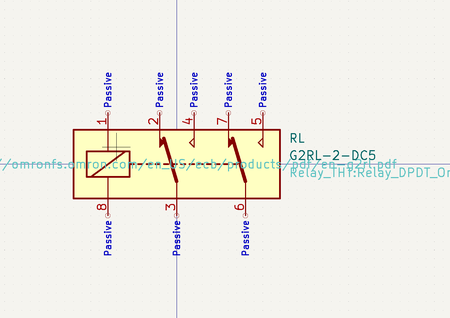 Passive Passive Passive Passive Passive
1 2 4 7 5
RL
G2RL-2-DC5
//omronfs.omron.com/en_US/ecb/products/pdf/en-g2rl.pdf
Relay_THT:Relay_DPDT_Om
8 3 6
Passive Passive Passive